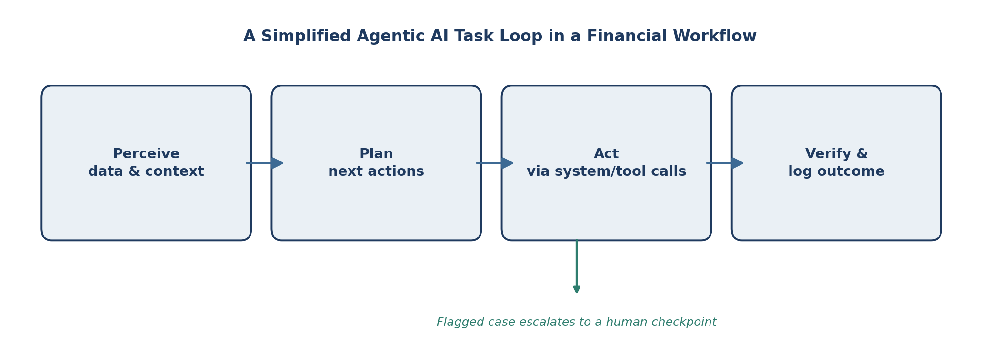 A Simplified Agentic AI Task Loop in a Financial Workflow
Perceive
data & context
Plan
next actions
Act
via system/tool calls
Verify &
log outcome
Flagged case escalates to a human checkpoint